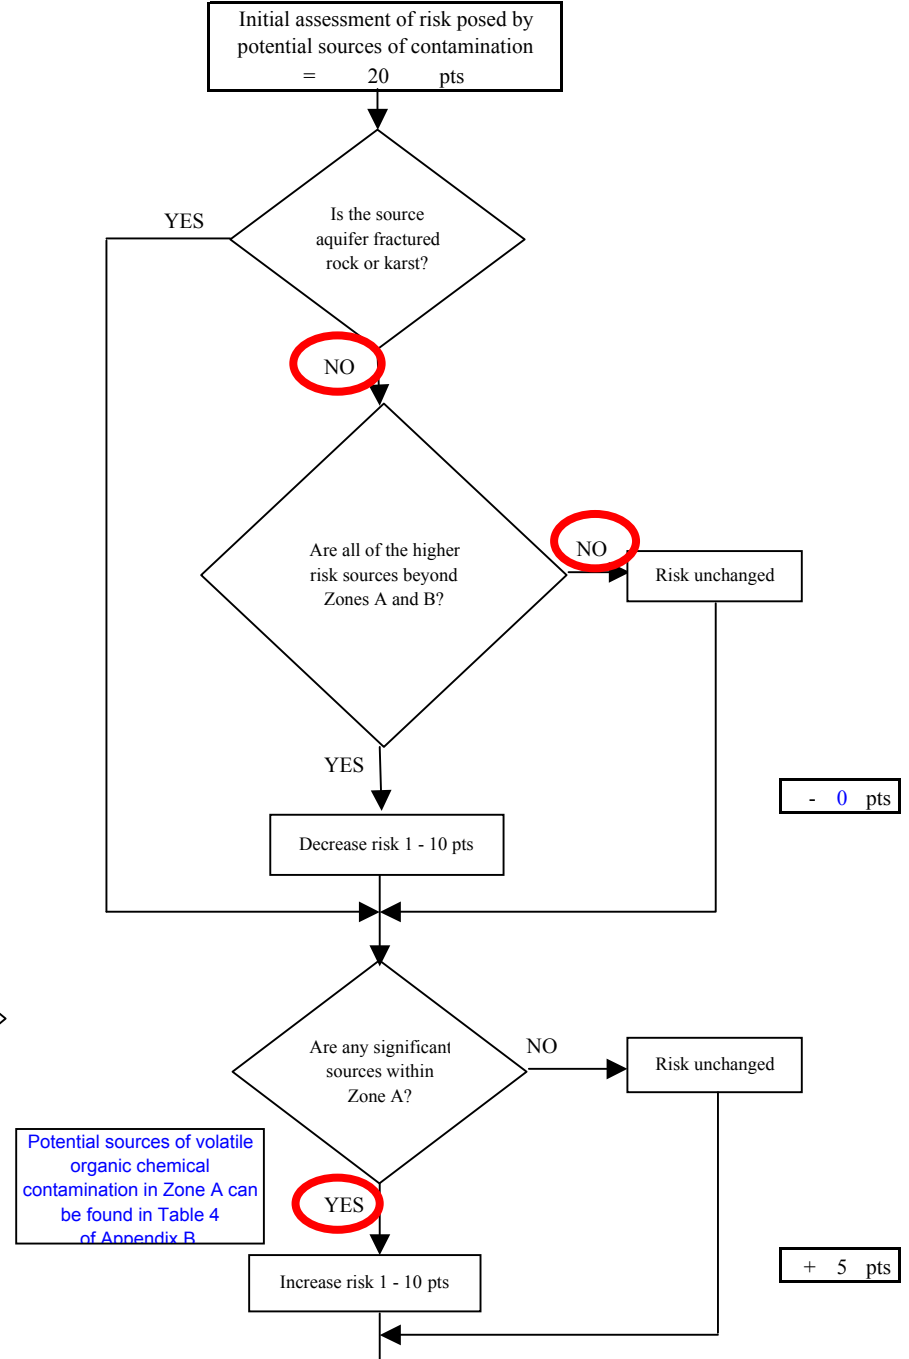 Initial assessment of risk posed by
potential sources of contamination
= 20 pts
YES
Is the source
aquifer fractured
rock or karst?
NO
Are all of the higher
risk sources beyond
Zones A and B?
NO
Risk unchanged
YES
- 0 pts
Decrease risk 1 - 10 pts
Are any significant
sources within
Zone A?
NO
Risk unchanged
Potential sources of volatile
organic chemical
contamination in Zone A can
be found in Table 4
of Appendix B
YES
Increase risk 1 - 10 pts
+ 5 pts